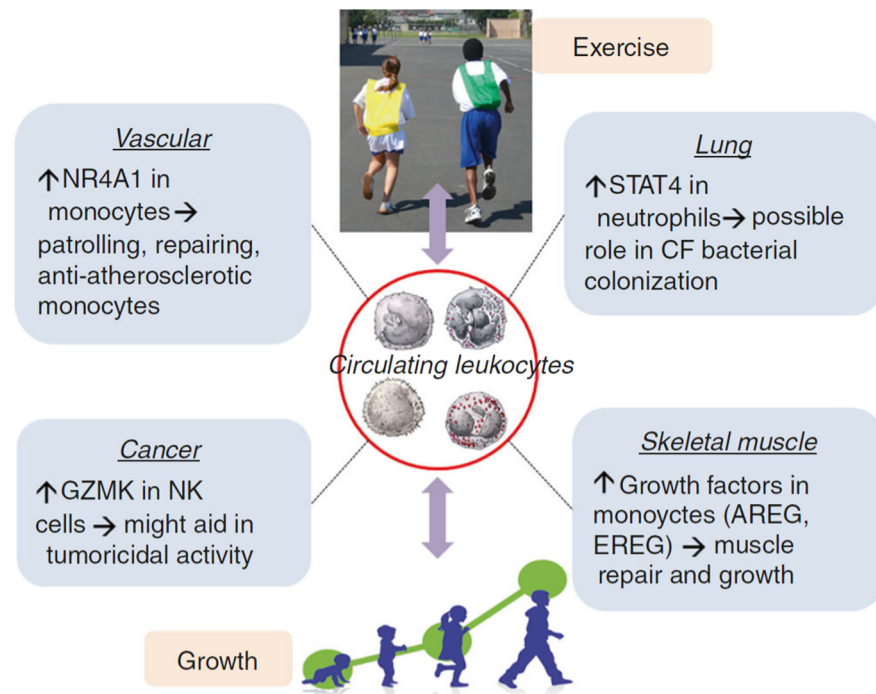 Exercise
Vascular
↑NR4A1 in
monocytes →
patrolling, repairing,
anti-atherosclerotic
monocytes
Lung
↑STAT4 in
neutrophils → possible
role in CF bacterial
colonization
Circulating leukocytes
Cancer
↑GZMK in NK
cells → might aid in
tumoricidal activity
Skeletal muscle
↑ Growth factors in
monoyctes (AREG,
EREG) → muscle
repair and growth
Growth